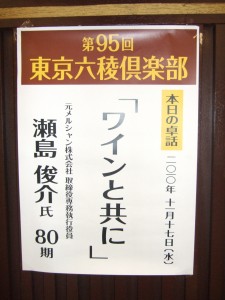 第95回
東京六稜倶楽部
本日の卓話 二〇一〇年 十一月十七日(水)
「ワインと共に」
元メルシャン株式会社 取締役専務執行役員
瀬島 俊介 氏 80期